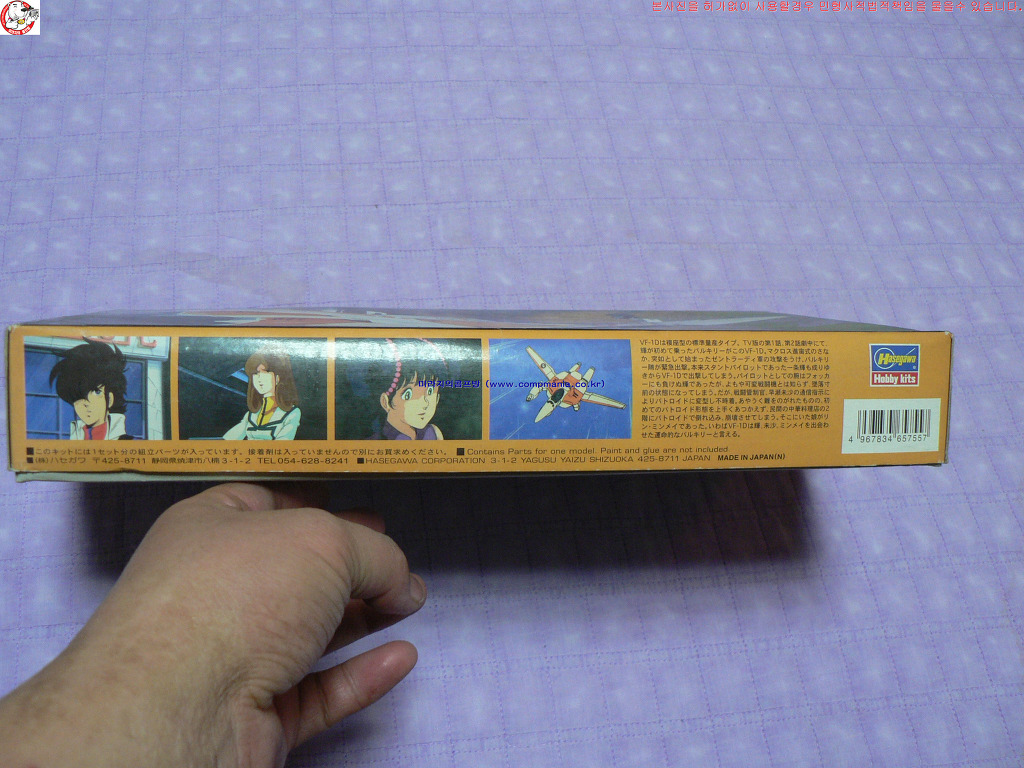 본사진을 허가없이 사용할경우 민형사적법적책임을 물을수 있습니다.
VF-1Dは複座型の標準量産タイプ。TV版の第1話、第2話劇中にて、
輝が初めて乗ったバルキリーがこのVF-1D。マクロス進宙式のさな
か、突如として始まったゼントラーディ軍の攻撃をうけ、バルキリ
ー隊が緊急出撃。本来スタントパイロットであった一条輝も成りゆ
きからVF-1Dで出撃してしまう。パイロットとしての腕はフォッカ
ーにも負けぬ輝であったが、よもや可変戦闘機とは知らず、墜落寸
前の状態になってしまう。だが、戦闘管制官、早瀬未沙の通信指示に
よりバトロイドに変型し不時着。あやうく難をのがれたものの、初
めてのバトロイド形態を上手くあつかえず、民間の中華料理店の2
階にバトロイドで倒れ込み、崩壊させてしまう。そこにいた娘がリ
ン・ミンメイであった。いわばVF-1Dは輝、未沙、ミンメイを出会わ
せた運命的なバルキリーと言える。
Hasegawa
Hobby kits
(www.compmania.co.kr)
4 967834 657557
■このキットには1セット分の組立パーツが入っています。接着剤は入っていませんので別にお買求めください。 ■Contains Parts for one model. Paint and glue are not included.
■(株)ハセガワ 〒425-8711 静岡県焼津市八楠3-1-2 TEL054-628-8241 ■HASEGAWA CORPORATION 3-1-2 YAGUSU YAIZU SHIZUOKA 425-8711 JAPAN MADE IN JAPAN(N)